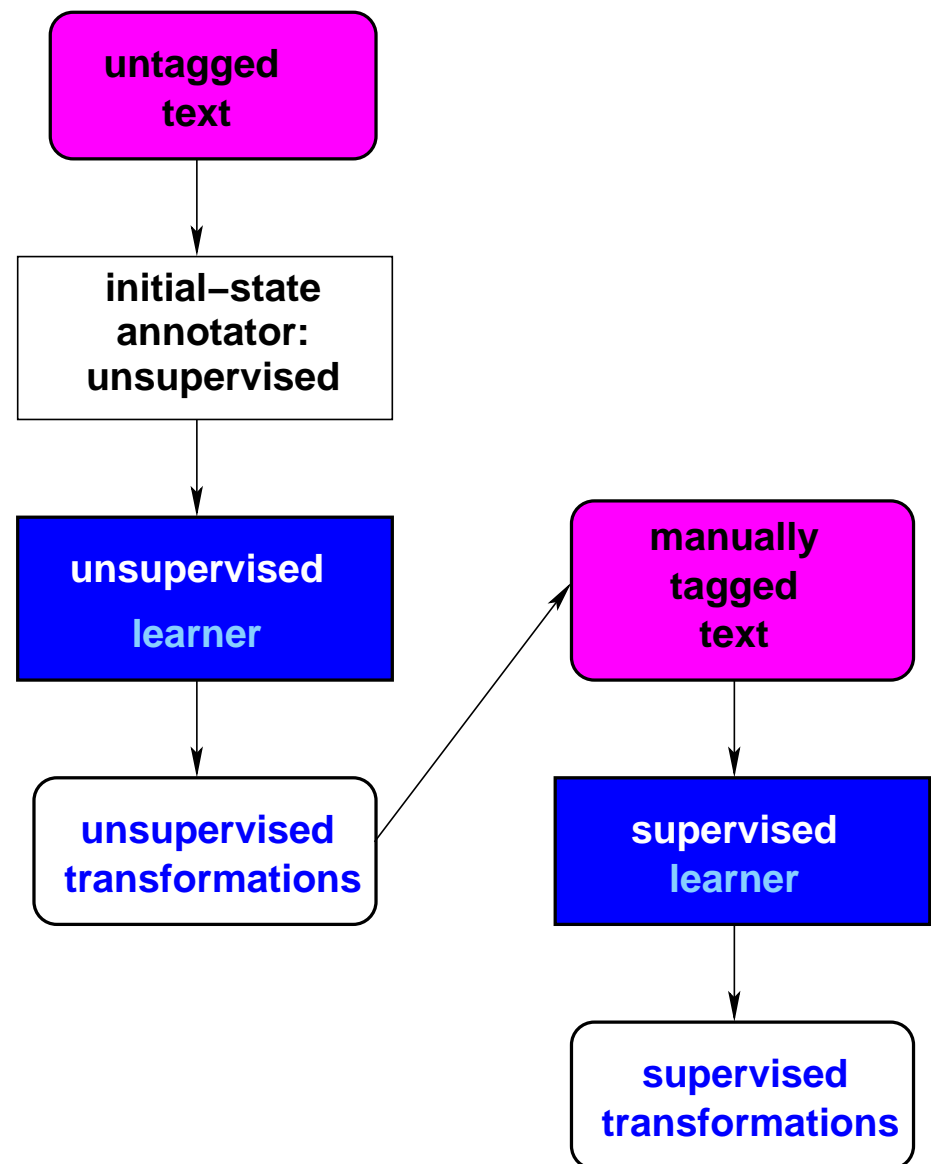 untagged
text
initial−state
annotator:
unsupervised
unsupervised
learner
unsupervised
transformations
manually
tagged
text
supervised
learner
supervised
transformations